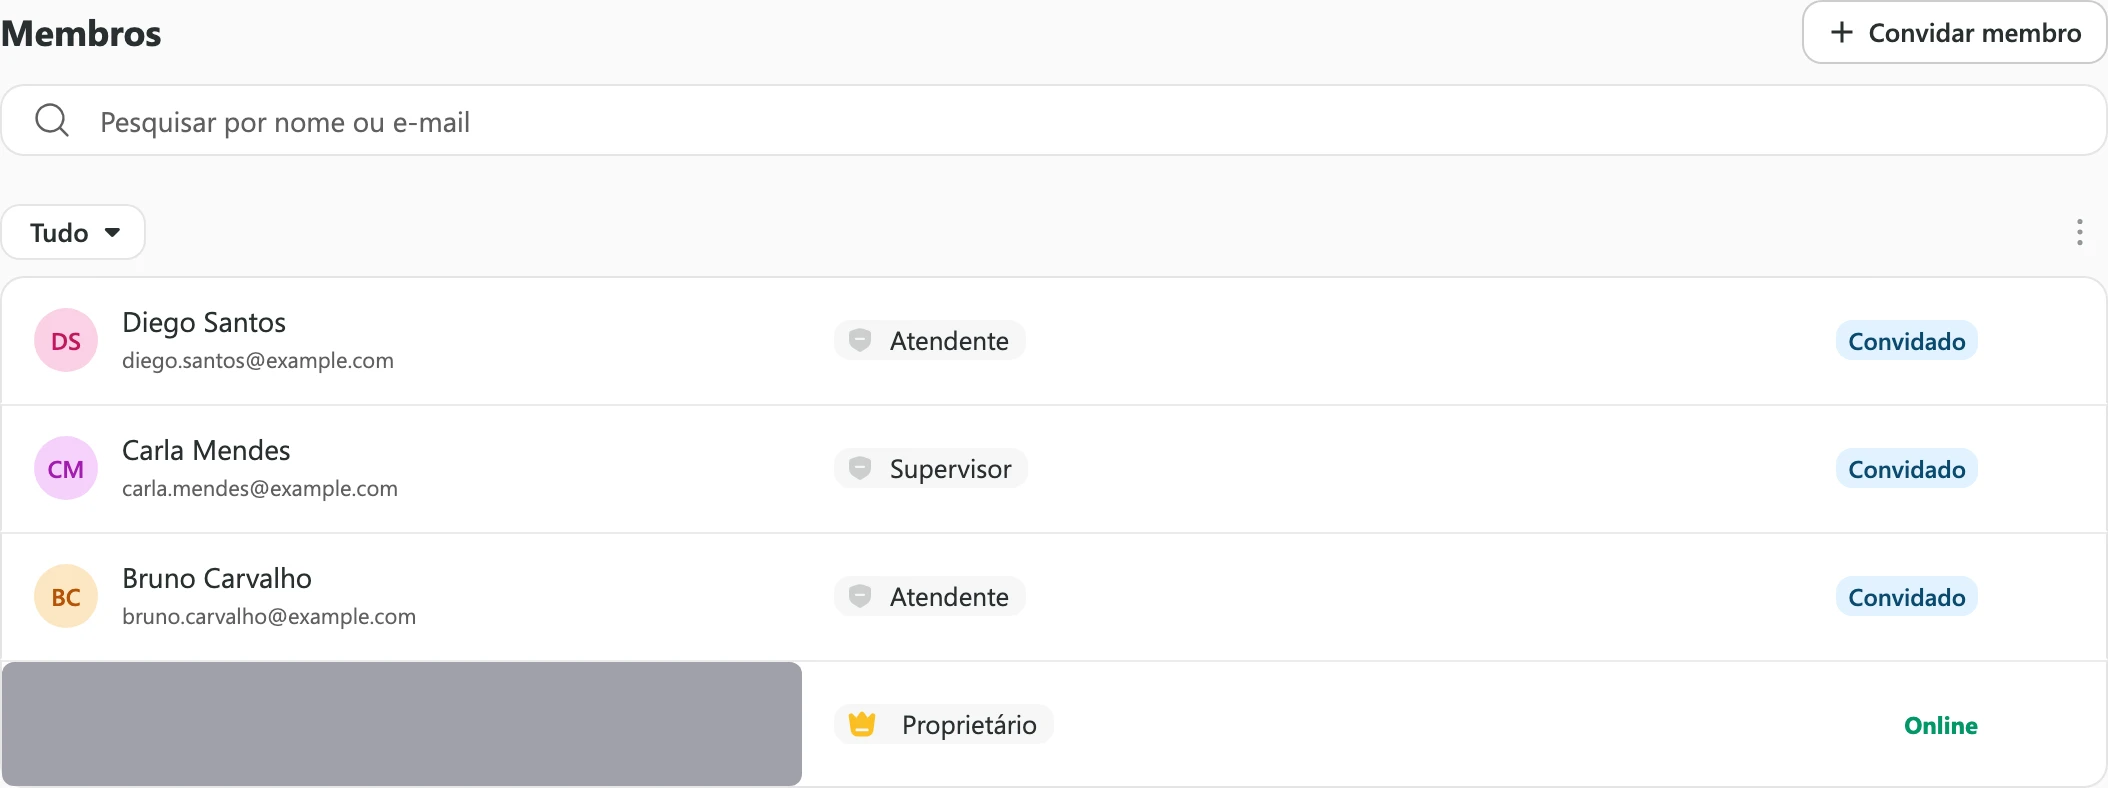 Membros
+ Convidar membro
Pesquisar por nome ou e-mail
Tudo
DS
Diego Santos
diego.santos@example.com
Atendente
Convidado
CM
Carla Mendes
carla.mendes@example.com
Supervisor
Convidado
BC
Bruno Carvalho
bruno.carvalho@example.com
Atendente
Convidado
Proprietário
Online